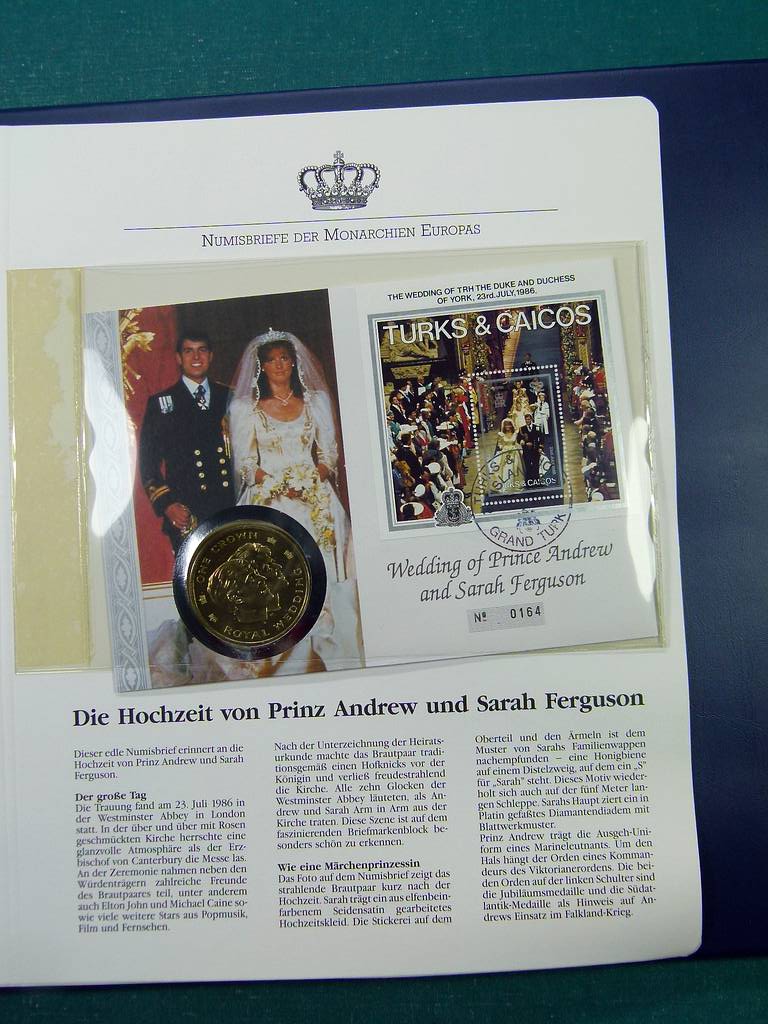 NUMISBRIEFE DER MONARCHIEN EUROPAS
THE WEDDING OF TRH THE DUKE AND DUCHESS
OF YORK, 23rd. JULY, 1986.
TURKS & CAICOS
TURKS & CAICOS
TURKS &
GRAND TURK
Wedding of Prince Andrew
and Sarah Ferguson
Nº 0164
ONE CROWN
ROYAL WEDDING
Die Hochzeit von Prinz Andrew und Sarah Ferguson
Dieser edle Numisbrief erinnert an die
Hochzeit von Prinz Andrew und Sarah
Ferguson.
Der große Tag
Die Trauung fand am 23. Juli 1986 in
der Westminster Abbey in London
statt. In der über und über mit Rosen
geschmückten Kirche herrschte eine
glanzvolle Atmosphäre als der Erz-
bischof von Canterbury die Messe las.
An der Zeremonie nahmen neben den
Würdenträgern zahlreiche Freunde
des Brautpaares teil, unter anderem
auch Elton John und Michael Caine so-
wie viele weitere Stars aus Popmusik,
Film und Fernsehen.
Nach der Unterzeichnung der Heirats-
urkunde machte das Brautpaar tradi-
tionsgemäß einen Hofknicks vor der
Königin und verließ freudestrahlend
die Kirche. Alle zehn Glocken der
Westminster Abbey läuteten, als An-
drew und Sarah Arm in Arm aus der
Kirche traten. Diese Szene ist auf dem
faszinierenden Briefmarkenblock be-
sonders schön zu erkennen.
Wie eine Märchenprinzessin
Das Foto auf dem Numisbrief zeigt das
strahlende Brautpaar kurz nach der
Hochzeit. Sarah trägt ein aus elfenbein-
farbenem Seidensatin gearbeitetes
Hochzeitskleid. Die Stickerei auf dem
Oberteil und den Ärmeln ist dem
Muster von Sarahs Familienwappen
nachempfunden – eine Honigbiene
auf einem Distelzweig, auf dem ein „S"
für „Sarah" steht. Dieses Motiv wieder-
holt sich auch auf der fünf Meter lan-
gen Schleppe. Sarahs Haupt ziert ein in
Platin gefaßtes Diamantendiadem mit
Blattwerkmuster.
Prinz Andrew trägt die Ausgeh-Uni-
form eines Marineleutnants. Um den
Hals hängt der Orden eines Komman-
deurs des Viktorianerordens. Die bei-
den Orden auf der linken Schulter sind
die Jubiläumsmedaille und die Südat-
lantik-Medaille als Hinweis auf An-
drews Einsatz im Falkland-Krieg.